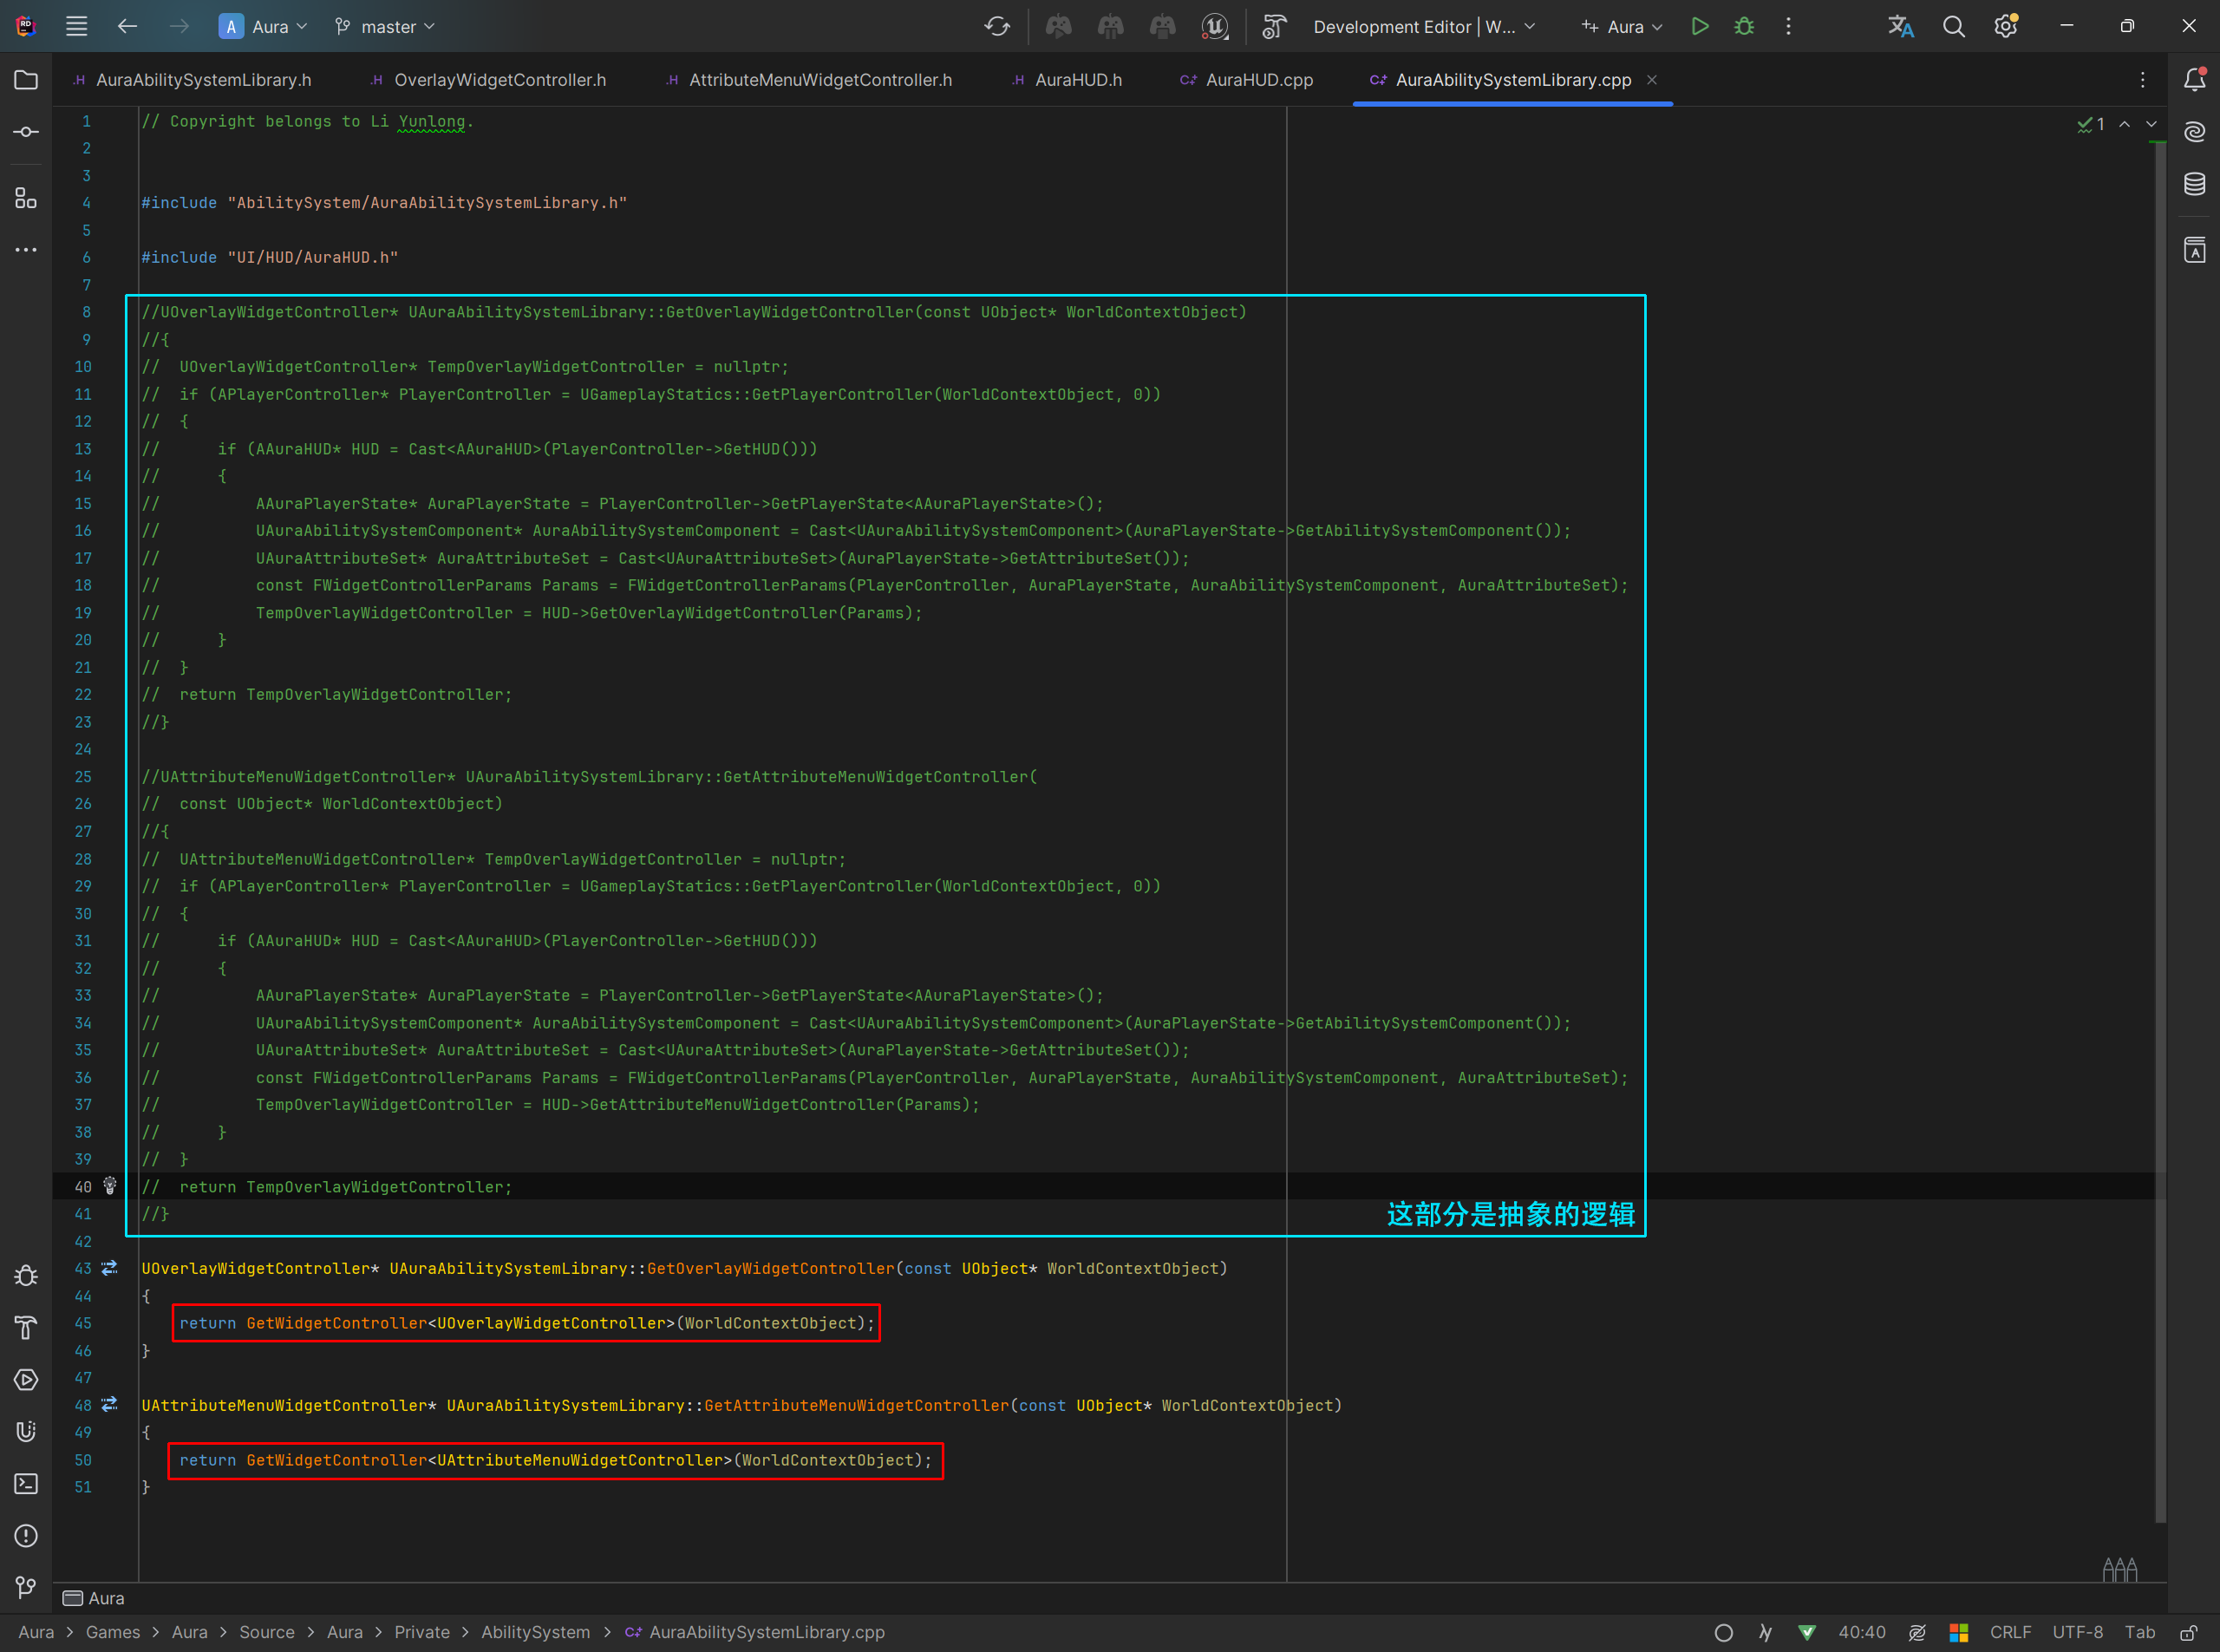 Aura master Development Editor | W... Aura
AuraAbilitySystemLibrary.h OverlayWidgetController.h AttributeMenuWidgetController.h AuraHUD.h AuraHUD.cpp AuraAbilitySystemLibrary.cpp
1 // Copyright belongs to Li Yunlong.
2
3
4 #include "AbilitySystem/AuraAbilitySystemLibrary.h"
5
6 #include "UI/HUD/AuraHUD.h"
7
8 //UOverlayWidgetController* UAuraAbilitySystemLibrary::GetOverlayWidgetController(const UObject* WorldContextObject)
9 //{
10 // UOverlayWidgetController* TempOverlayWidgetController = nullptr;
11 // if (APlayerController* PlayerController = UGameplayStatics::GetPlayerController(WorldContextObject, 0))
12 // {
13 // if (AAuraHUD* HUD = Cast<AAuraHUD>(PlayerController->GetHUD()))
14 // {
15 // AAuraPlayerState* AuraPlayerState = PlayerController->GetPlayerState<AAuraPlayerState>();
16 // UAuraAbilitySystemComponent* AuraAbilitySystemComponent = Cast<UAuraAbilitySystemComponent>(AuraPlayerState->GetAbilitySystemComponent());
17 // UAuraAttributeSet* AuraAttributeSet = Cast<UAuraAttributeSet>(AuraPlayerState->GetAttributeSet());
18 // const FWidgetControllerParams Params = FWidgetControllerParams(PlayerController, AuraPlayerState, AuraAbilitySystemComponent, AuraAttributeSet);
19 // TempOverlayWidgetController = HUD->GetOverlayWidgetController(Params);
20 // }
21 // }
22 // return TempOverlayWidgetController;
23 //}
24
25 //UAttributeMenuWidgetController* UAuraAbilitySystemLibrary::GetAttributeMenuWidgetController(
26 // const UObject* WorldContextObject)
27 //{
28 // UAttributeMenuWidgetController* TempOverlayWidgetController = nullptr;
29 // if (APlayerController* PlayerController = UGameplayStatics::GetPlayerController(WorldContextObject, 0))
30 // {
31 // if (AAuraHUD* HUD = Cast<AAuraHUD>(PlayerController->GetHUD()))
32 // {
33 // AAuraPlayerState* AuraPlayerState = PlayerController->GetPlayerState<AAuraPlayerState>();
34 // UAuraAbilitySystemComponent* AuraAbilitySystemComponent = Cast<UAuraAbilitySystemComponent>(AuraPlayerState->GetAbilitySystemComponent());
35 // UAuraAttributeSet* AuraAttributeSet = Cast<UAuraAttributeSet>(AuraPlayerState->GetAttributeSet());
36 // const FWidgetControllerParams Params = FWidgetControllerParams(PlayerController, AuraPlayerState, AuraAbilitySystemComponent, AuraAttributeSet);
37 // TempOverlayWidgetController = HUD->GetAttributeMenuWidgetController(Params);
38 // }
39 // }
40 // return TempOverlayWidgetController;
41 //}
这部分是抽象的逻辑
42
43 UOverlayWidgetController* UAuraAbilitySystemLibrary::GetOverlayWidgetController(const UObject* WorldContextObject)
44 {
45 return GetWidgetController<UOverlayWidgetController>(WorldContextObject);
46 }
47
48 UAttributeMenuWidgetController* UAuraAbilitySystemLibrary::GetAttributeMenuWidgetController(const UObject* WorldContextObject)
49 {
50 return GetWidgetController<UAttributeMenuWidgetController>(WorldContextObject);
51 }
1
Aura
Aura > Games > Aura > Source > Aura > Private > AbilitySystem > AuraAbilitySystemLibrary.cpp 40:40 CRLF UTF-8 Tab